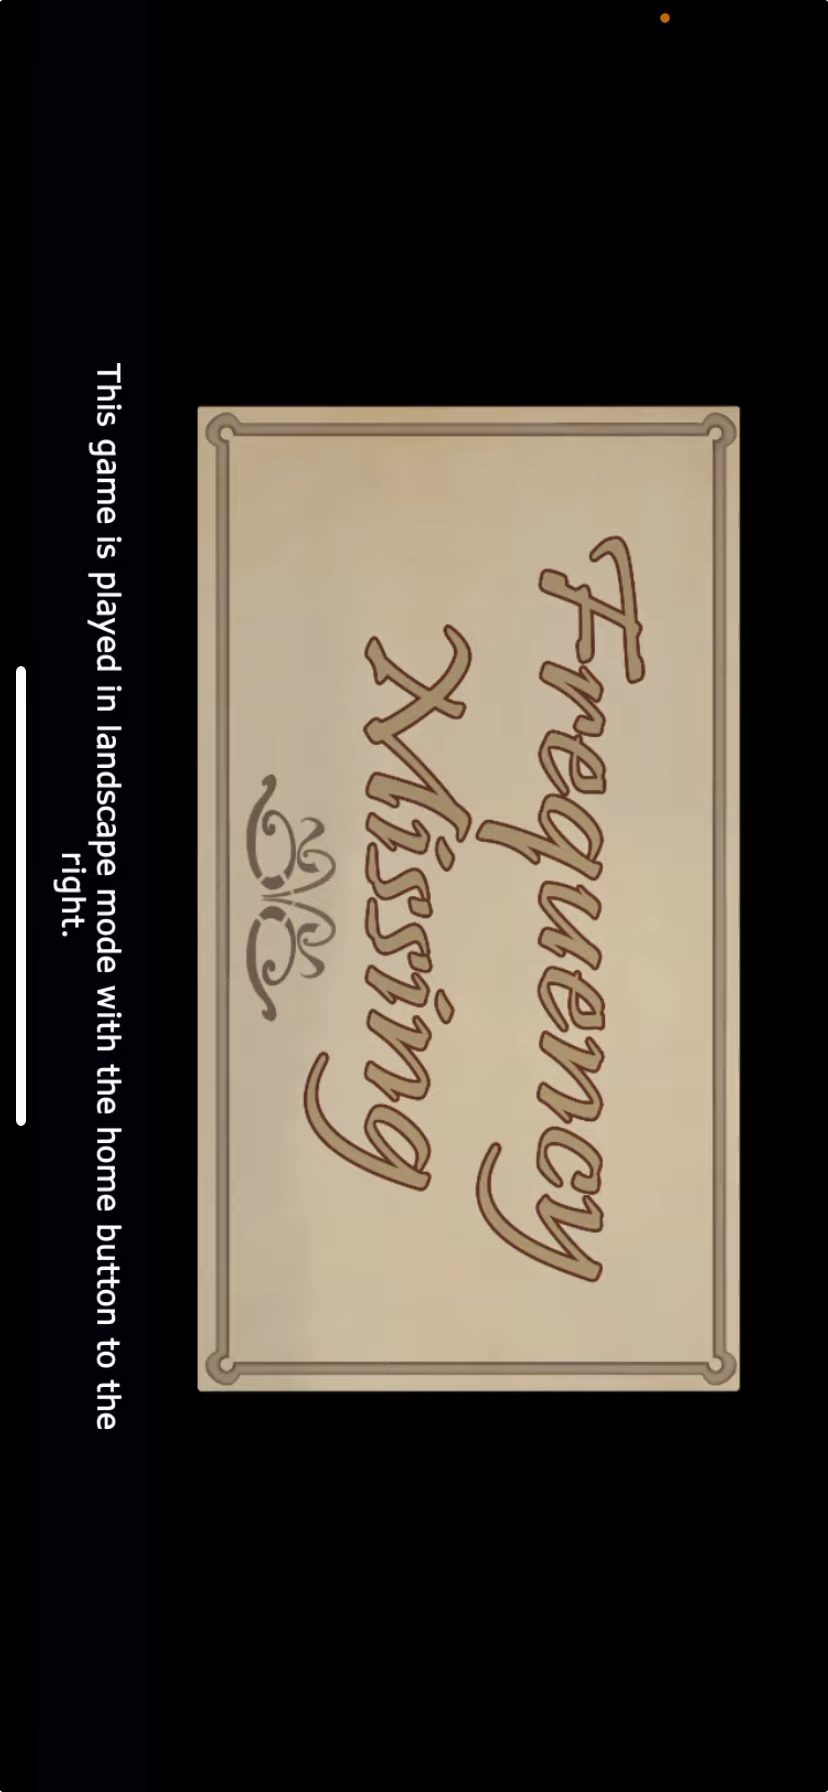 Frequency
Missing
This game is played in landscape mode with the home button to the
right.